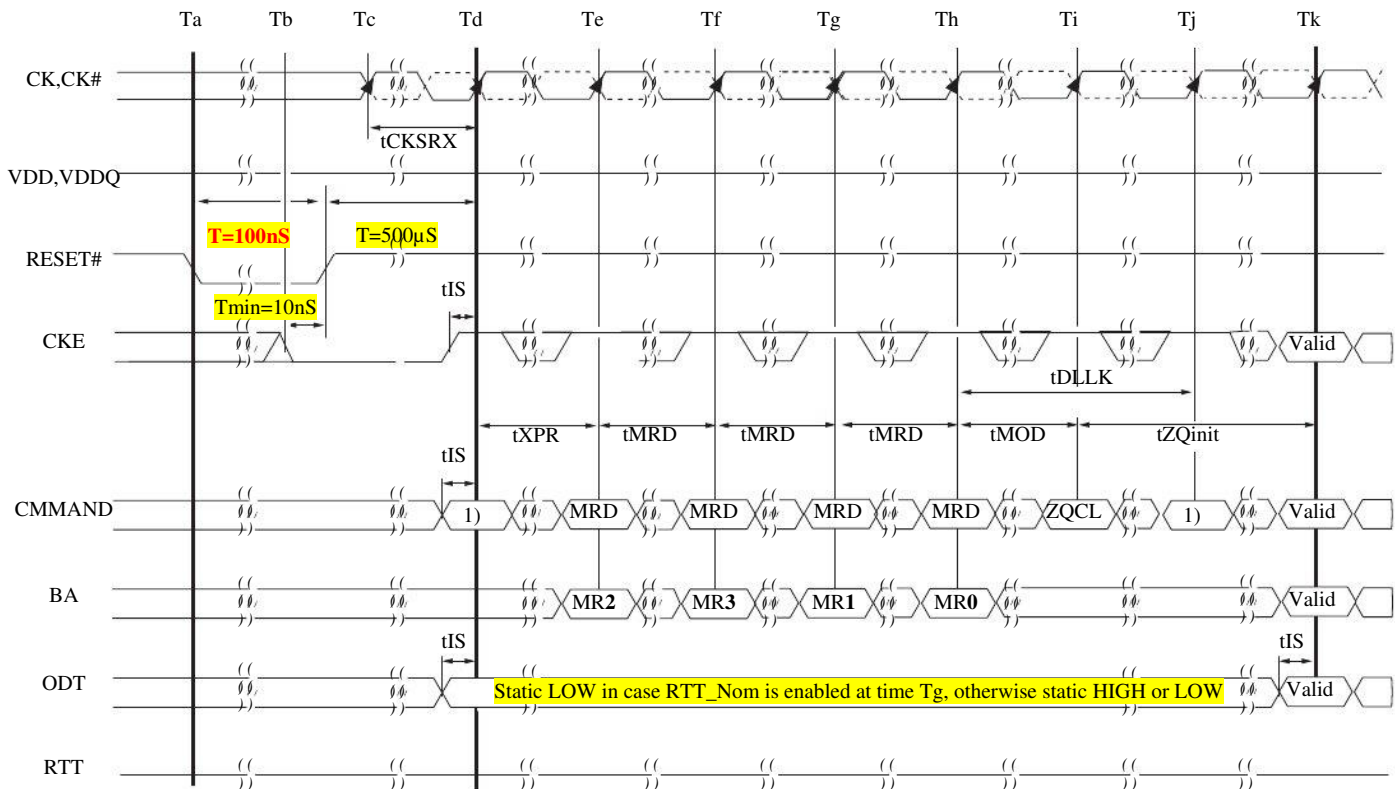 Ta Tb Tc Td Te Tf Tg Th Ti Tj Tk
CK,CK#
tCKSRX
VDD,VDDQ
T=100nS T=500µS
RESET#
Tmin=10nS tIS
CKE Valid
tDLLK
tXPR tMRD tMRD tMRD tMOD tZQinit
tIS
CMMAND 1) MRD MRD MRD MRD ZQCL 1) Valid
BA MR2 MR3 MR1 MR0 Valid
tIS tIS
ODT Static LOW in case RTT_Nom is enabled at time Tg, otherwise static HIGH or LOW Valid
RTT